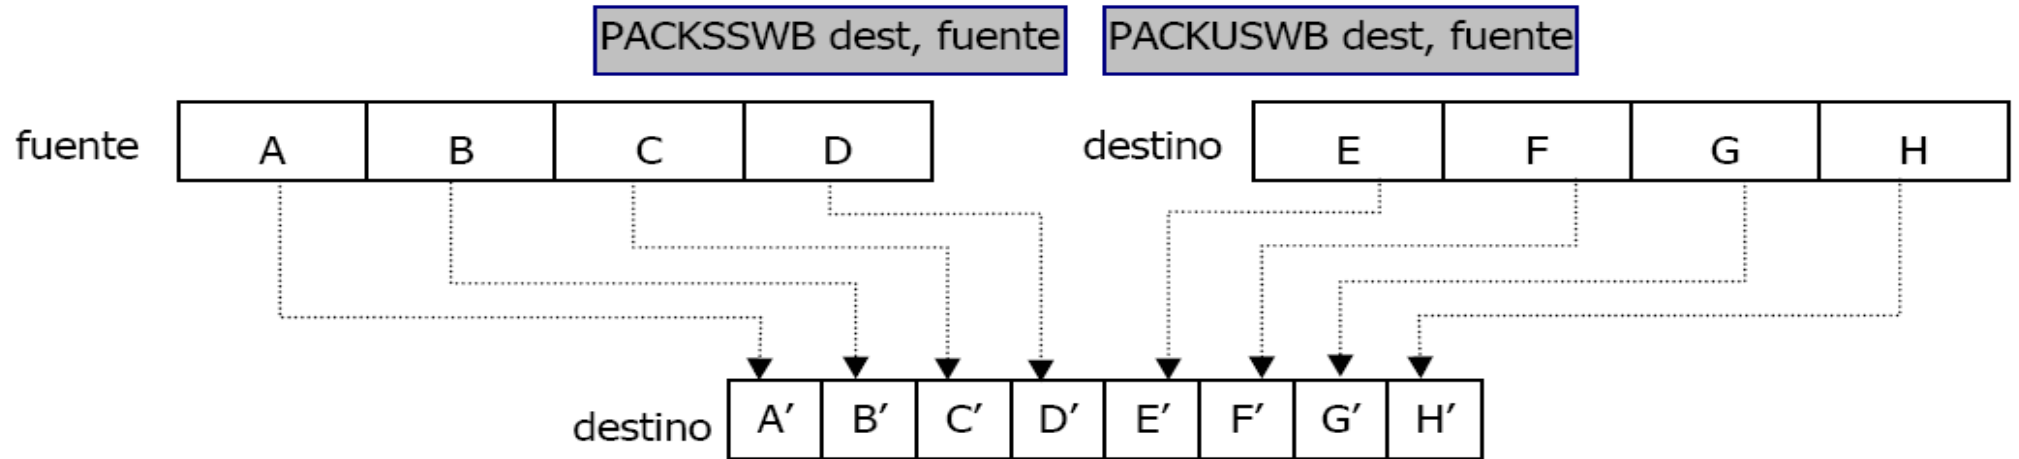 PACKSSWB dest, fuente PACKUSWB dest, fuente
fuente A B C D destino E F G H
destino A′ B′ C′ D′ E′ F′ G′ H′